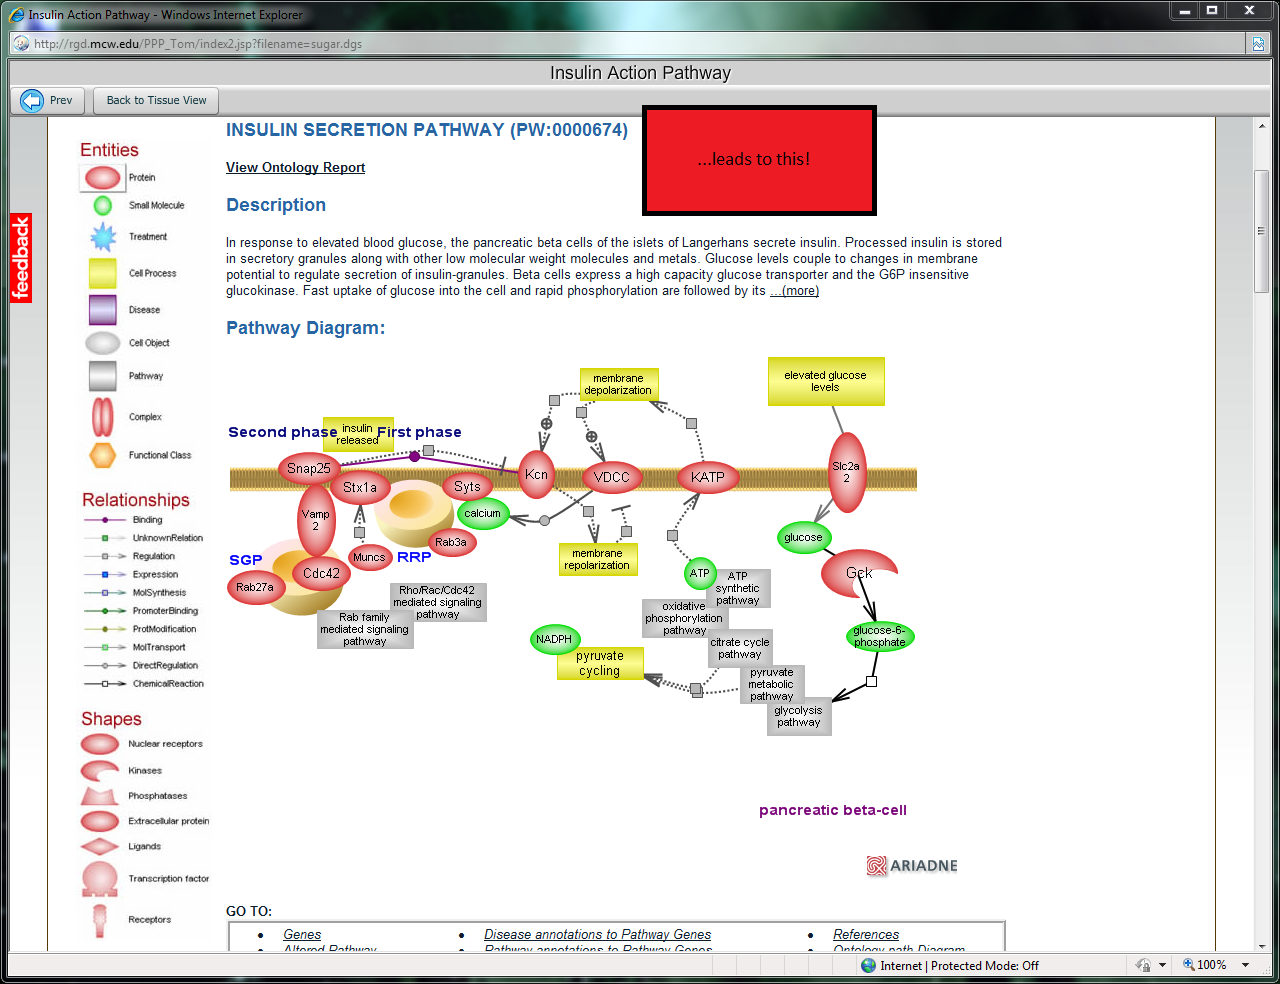 Insulin Action Pathway - Windows Internet Explorer
http://rgd.mcw.edu/PPP_Tom/index2.jsp?filename=sugar.dgs
Insulin Action Pathway
Prev
Back to Tissue View
...leads to this!
feedback
Entities
Protein
Small Molecule
Treatment
Cell Process
Disease
Cell Object
Pathway
Complex
Functional Class
Relationships
Binding
UnknownRelation
Regulation
Expression
MolSynthesis
PromoterBinding
ProtModification
MolTransport
DirectRegulation
ChemicalReaction
Shapes
Nuclear receptors
Kinases
Phosphatases
Extracellular protein
Ligands
Transcription factor
Receptors
INSULIN SECRETION PATHWAY (PW:0000674)
View Ontology Report
Description
In response to elevated blood glucose, the pancreatic beta cells of the islets of Langerhans secrete insulin. Processed insulin is stored
in secretory granules along with other low molecular weight molecules and metals. Glucose levels couple to changes in membrane
potential to regulate secretion of insulin-granules. Beta cells express a high capacity glucose transporter and the G6P insensitive
glucokinase. Fast uptake of glucose into the cell and rapid phosphorylation are followed by its ...(more)
Pathway Diagram:
membrane
depolarization
elevated glucose
levels
Second phase
insulin
released
First phase
Snap25
Stx1a
Syts
Kcn
VDCC
KATP
Slc2a
2
Vamp
2
calcium
glucose
SGP
Rab27a
Cdc42
Muncs
RRP
Rab3a
membrane
repolarization
Gck
ATP
ATP
synthetic
pathway
Rho/Rac/Cdc42
mediated signaling
pathway
Rab family
mediated signaling
pathway
oxidative
phosphorylation
pathway
glucose-6-
phosphate
NADPH
pyruvate
cycling
citrate cycle
pathway
pyruvate
metabolic
pathway
glycolysis
pathway
pancreatic beta-cell
ARIADNE
GO TO:
Genes
Disease annotations to Pathway Genes
References
Altered Pathway
Pathway annotations to Pathway Genes
Ontology path Diagram
Internet | Protected Mode: Off
100%